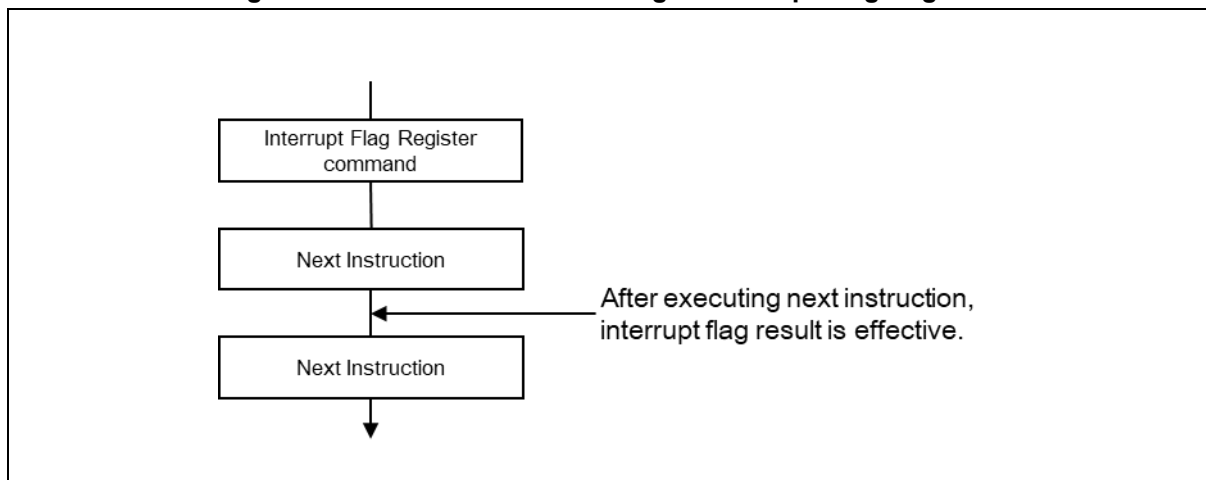 Interrupt Flag Register
command
Next Instruction
After executing next instruction,
interrupt flag result is effective.
Next Instruction